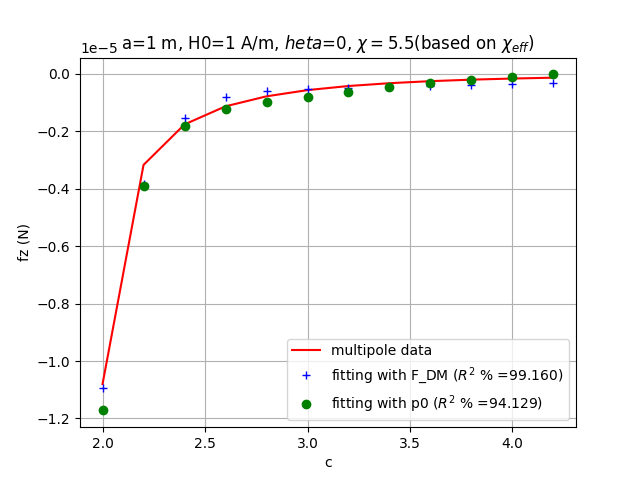 1e−5
a=1 m, H0=1 A/m, heta=0, χ = 5.5(based on χeff)
0.0
−0.2
−0.4
−0.6
−0.8
−1.0
−1.2
fz (N)
multipole data
fitting with F_DM (R² % =99.160)
fitting with p0 (R² % =94.129)
2.0 2.5 3.0 3.5 4.0
c